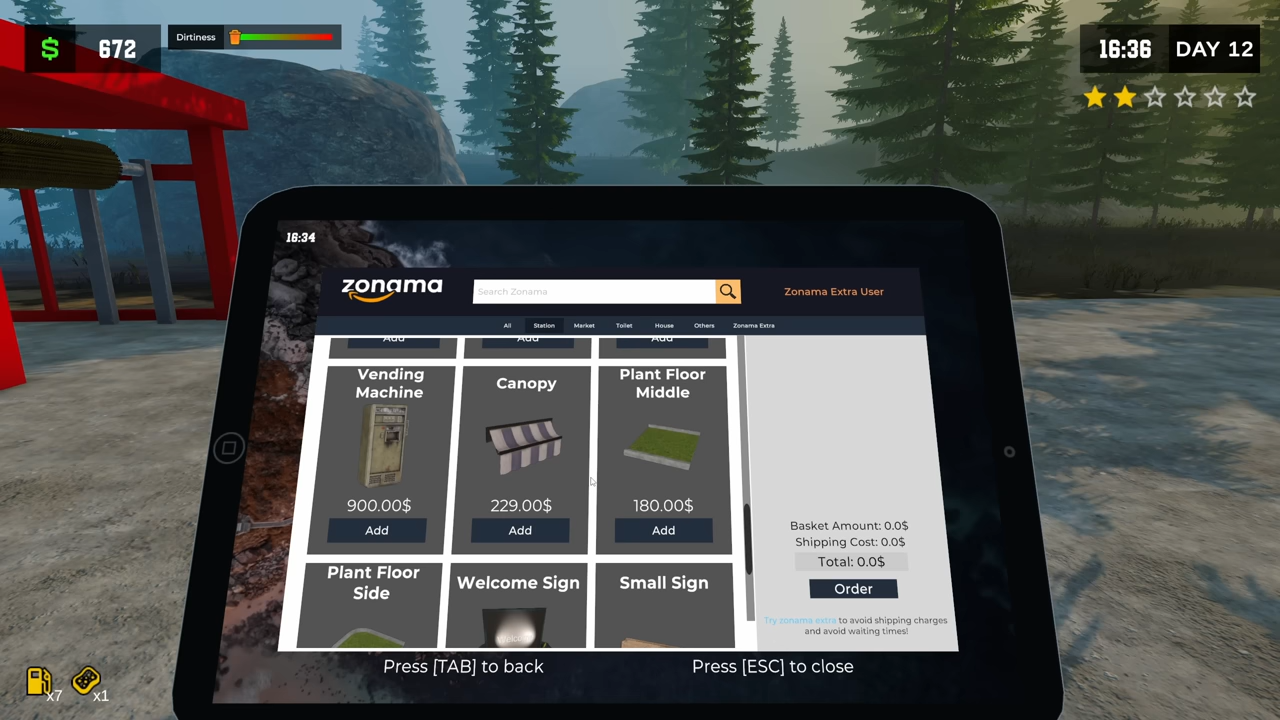 $ 672
Dirtiness
16:36 DAY 12
16:34
zonama
Search Zonama
Zonama Extra User
All Station Market Toilet House Others Zonama Extra
Add Add Add
Vending Machine
Canopy
Plant Floor Middle
900.00$ 229.00$ 180.00$
Add Add Add
Plant Floor Side
Welcome Sign
Small Sign
Basket Amount: 0.0$
Shipping Cost: 0.0$
Total: 0.0$
Order
Try zonama extra to avoid shipping charges
and avoid waiting times!
Press [TAB] to back
Press [ESC] to close
x7 x1